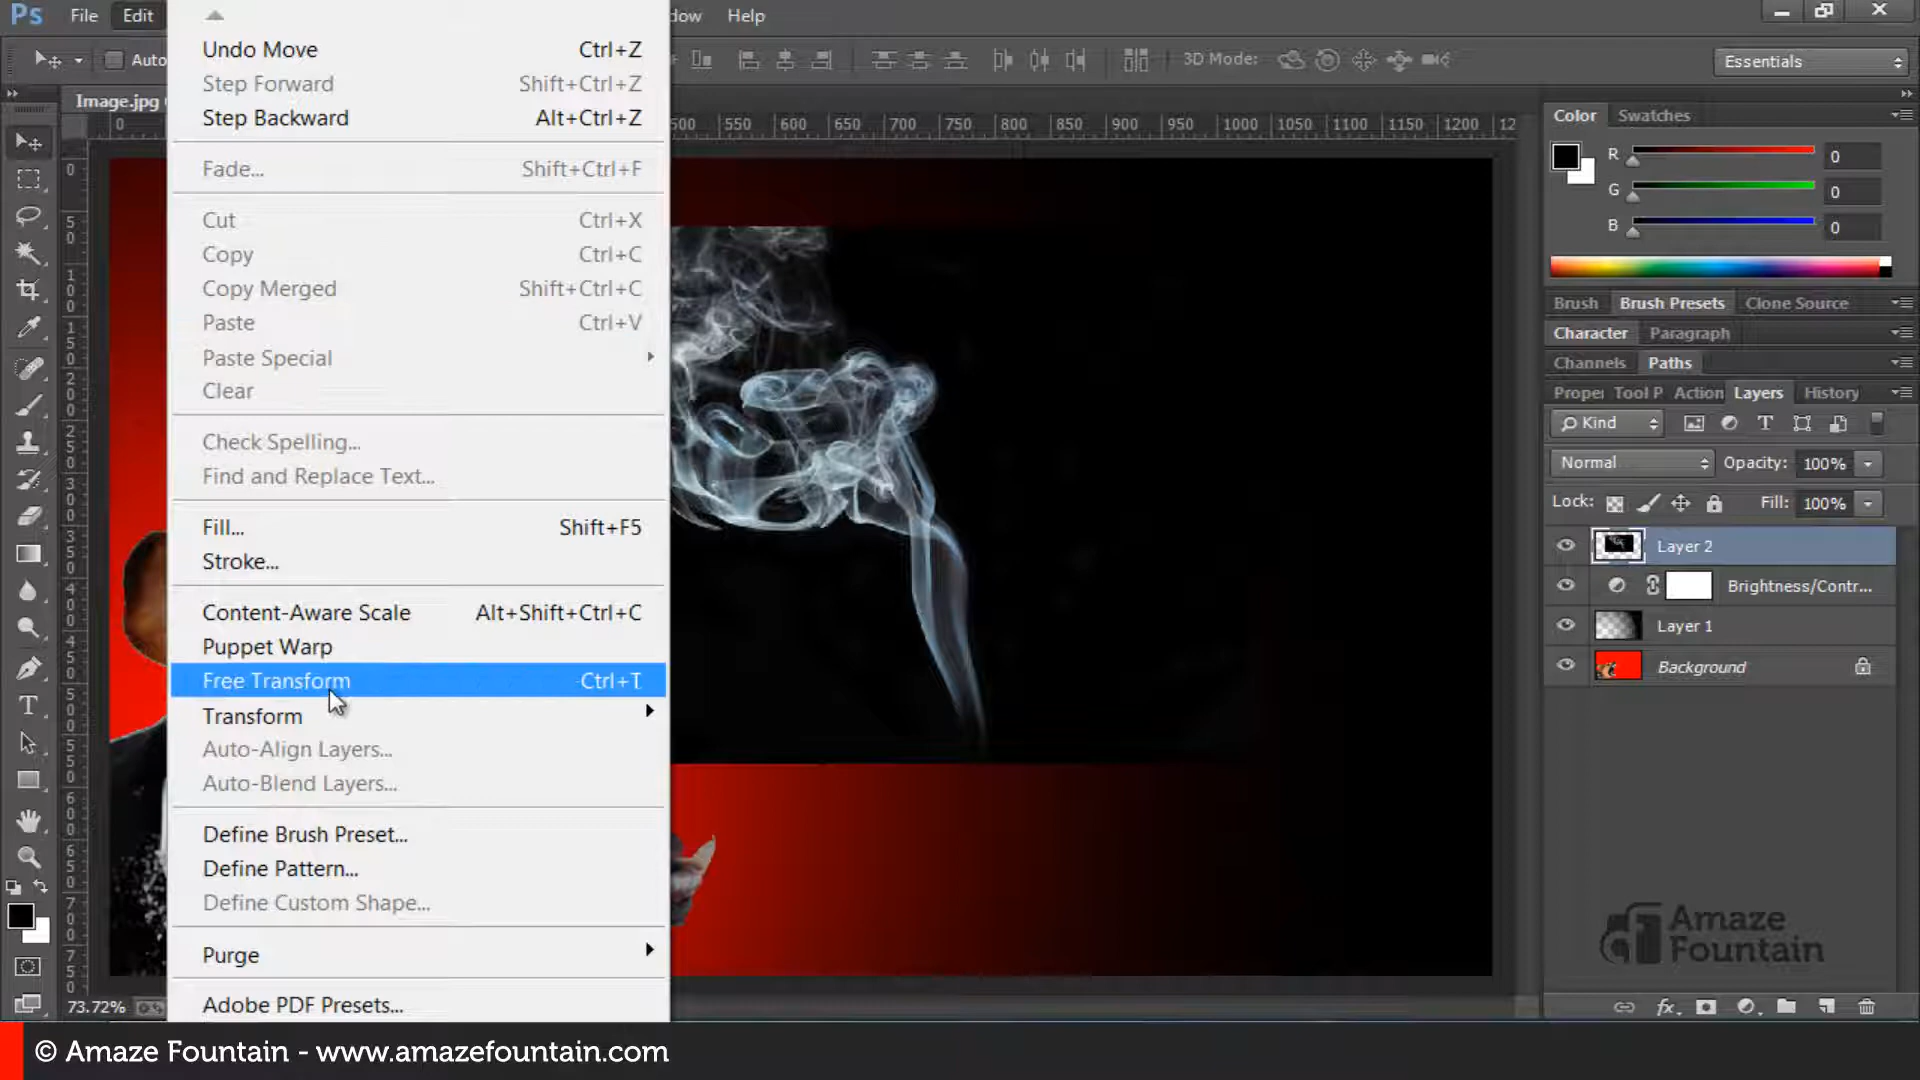 Ps File Edit Help
Auto 3D Mode: Essentials
Image.jpg
0 500 550 600 650 700 750 800 850 900 950 1000 1050 1100 1150 1200 12
Undo Move Ctrl+Z
Step Forward Shift+Ctrl+Z
Step Backward Alt+Ctrl+Z
Fade... Shift+Ctrl+F
Cut Ctrl+X
Copy Ctrl+C
Copy Merged Shift+Ctrl+C
Paste Ctrl+V
Paste Special
Clear
Check Spelling...
Find and Replace Text...
Fill... Shift+F5
Stroke...
Content-Aware Scale Alt+Shift+Ctrl+C
Puppet Warp
Free Transform Ctrl+T
Transform
Auto-Align Layers...
Auto-Blend Layers...
Define Brush Preset...
Define Pattern...
Define Custom Shape...
Purge
Adobe PDF Presets...
Color Swatches
R 0
G 0
B 0
Brush Brush Presets Clone Source
Character Paragraph
Channels Paths
Proper Tool P Action Layers History
Kind
Normal Opacity: 100%
Lock: Fill: 100%
Layer 2
Brightness/Contr...
Layer 1
Background
Amaze
Fountain
73.72%
© Amaze Fountain - www.amazefountain.com